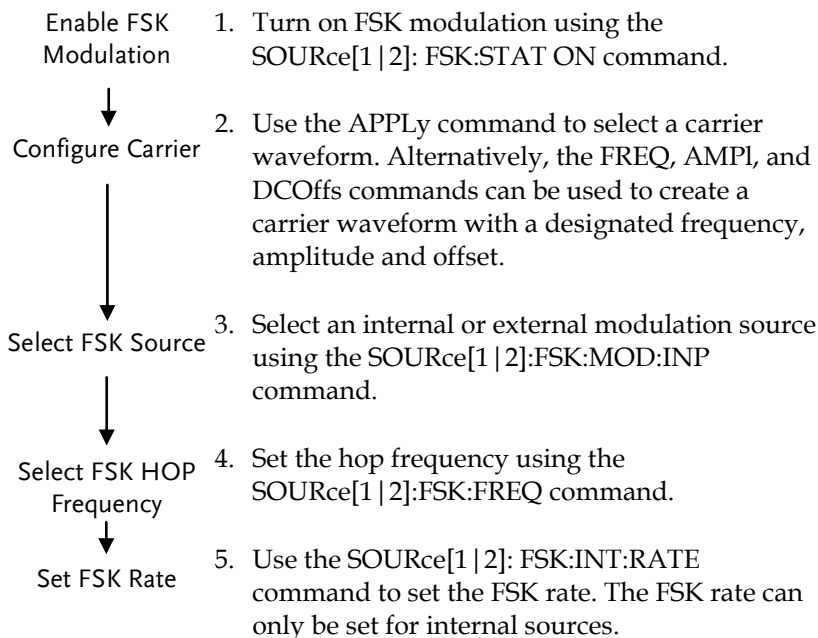 Enable FSK
Modulation
1. Turn on FSK modulation using the
SOURce[1|2]: FSK:STAT ON command.
Configure Carrier
2. Use the APPLy command to select a carrier
waveform. Alternatively, the FREQ, AMPl, and
DCOffs commands can be used to create a
carrier waveform with a designated frequency,
amplitude and offset.
Select FSK Source
3. Select an internal or external modulation source
using the SOURce[1|2]:FSK:MOD:INP
command.
Select FSK HOP
Frequency
4. Set the hop frequency using the
SOURce[1|2]:FSK:FREQ command.
Set FSK Rate
5. Use the SOURce[1|2]: FSK:INT:RATE
command to set the FSK rate. The FSK rate can
only be set for internal sources.